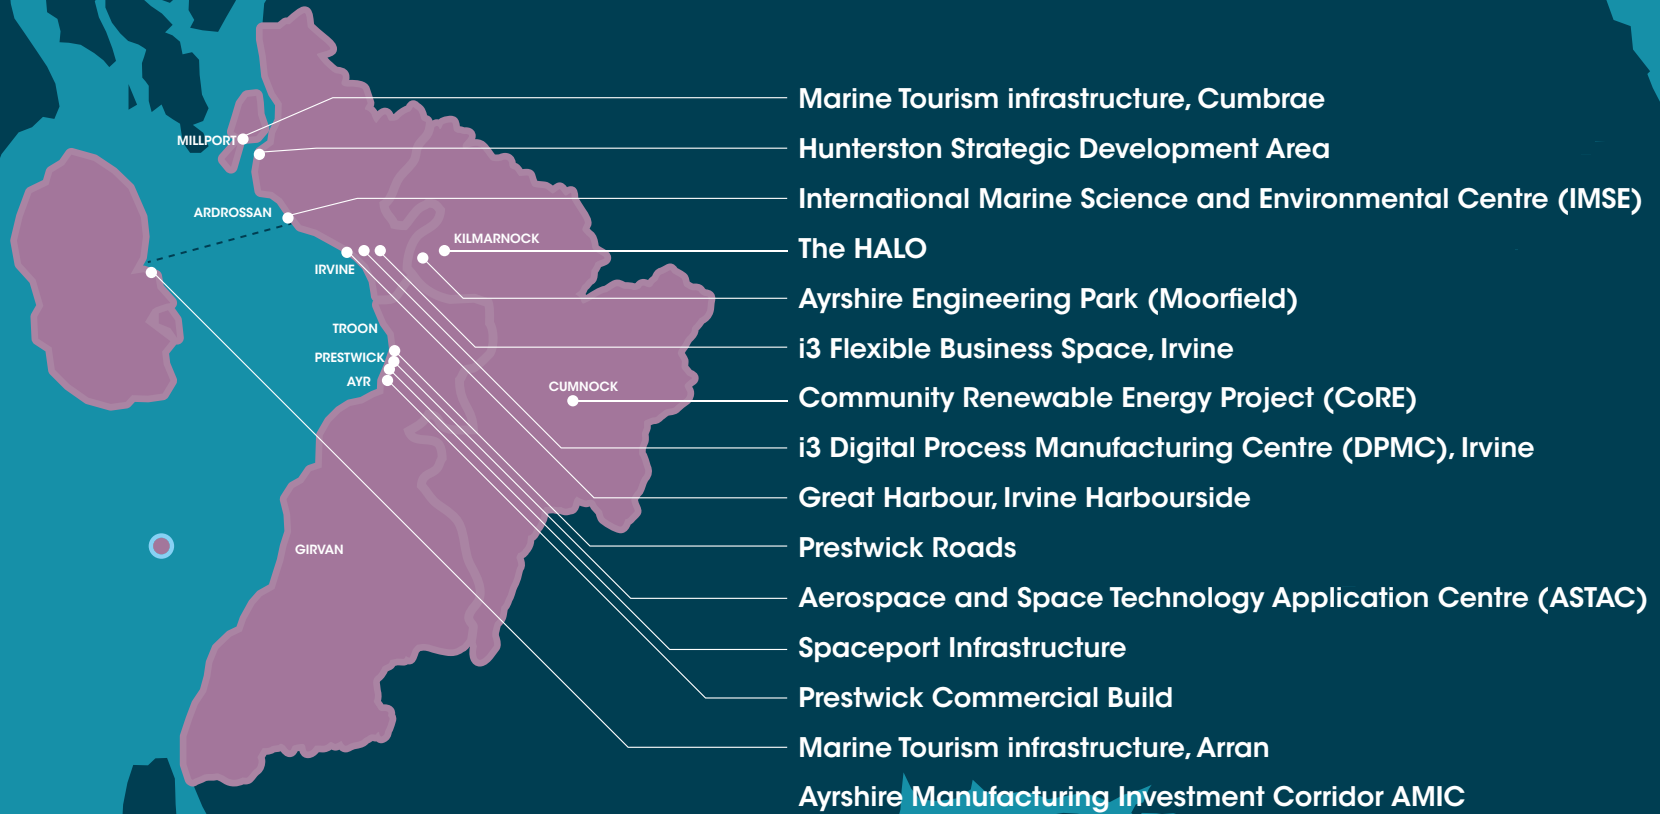 Marine Tourism infrastructure, Cumbrae
MILLPORT
Hunterston Strategic Development Area
International Marine Science and Environmental Centre (IMSE)
ARDROSSAN
KILMARNOCK
The HALO
IRVINE
Ayrshire Engineering Park (Moorfield)
TROON
i3 Flexible Business Space, Irvine
PRESTWICK
AYR
CUMNOCK
Community Renewable Energy Project (CoRE)
i3 Digital Process Manufacturing Centre (DPMC), Irvine
Great Harbour, Irvine Harbourside
GIRVAN
Prestwick Roads
Aerospace and Space Technology Application Centre (ASTAC)
Spaceport Infrastructure
Prestwick Commercial Build
Marine Tourism infrastructure, Arran
Ayrshire Manufacturing Investment Corridor AMIC